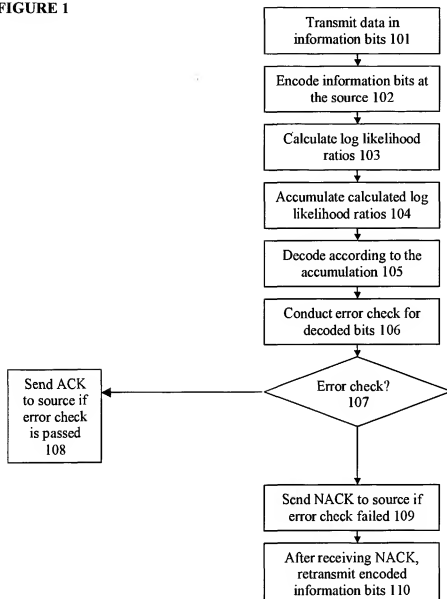 FIGURE 1
Transmit data in
information bits 101
Encode information bits at
the source 102
Calculate log likelihood
ratios 103
Accumulate calculated log
likelihood ratios 104
Decode according to the
accumulation 105
Conduct error check for
decoded bits 106
Error check?
107
Send ACK
to source if
error check
is passed
108
Send NACK to source if
error check failed 109
After receiving NACK,
retransmit encoded
information bits 110